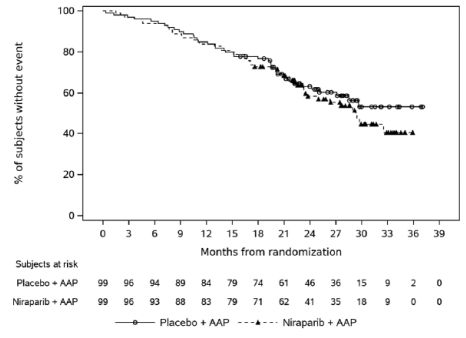 100
80
60
40
20
0
% of subjects without event
0 3 6 9 12 15 18 21 24 27 30 33 36 39
Months from randomization
Subjects at risk
Placebo + AAP 99 96 94 89 84 79 74 61 46 36 15 9 2 0
Niraparib + AAP 99 96 93 88 83 79 71 62 41 35 18 9 0 0
Placebo + AAP Niraparib + AAP